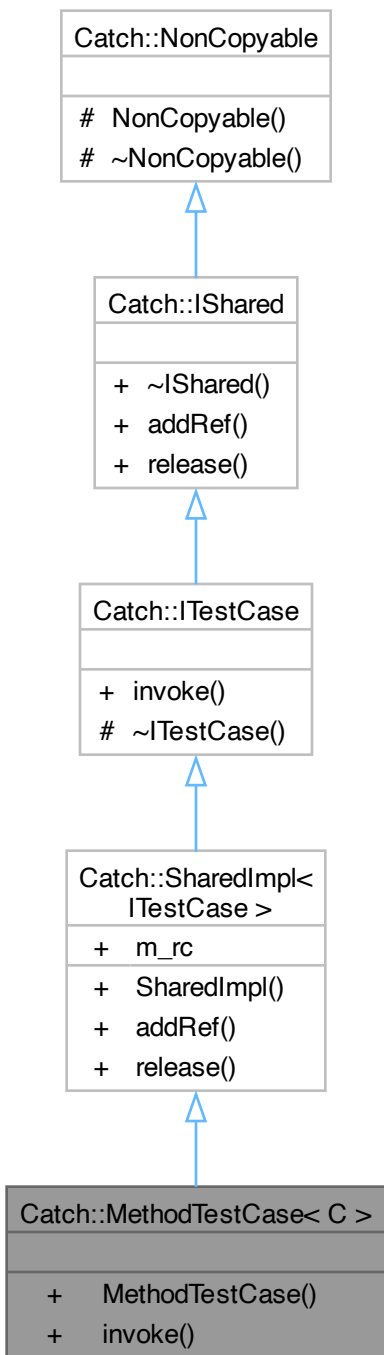 Catch::NonCopyable
# NonCopyable()
# ~NonCopyable()
Catch::IShared
+ ~IShared()
+ addRef()
+ release()
Catch::ITestCase
+ invoke()
# ~ITestCase()
Catch::SharedImpl<
ITestCase >
+ m_rc
+ SharedImpl()
+ addRef()
+ release()
Catch::MethodTestCase< C >
+ MethodTestCase()
+ invoke()